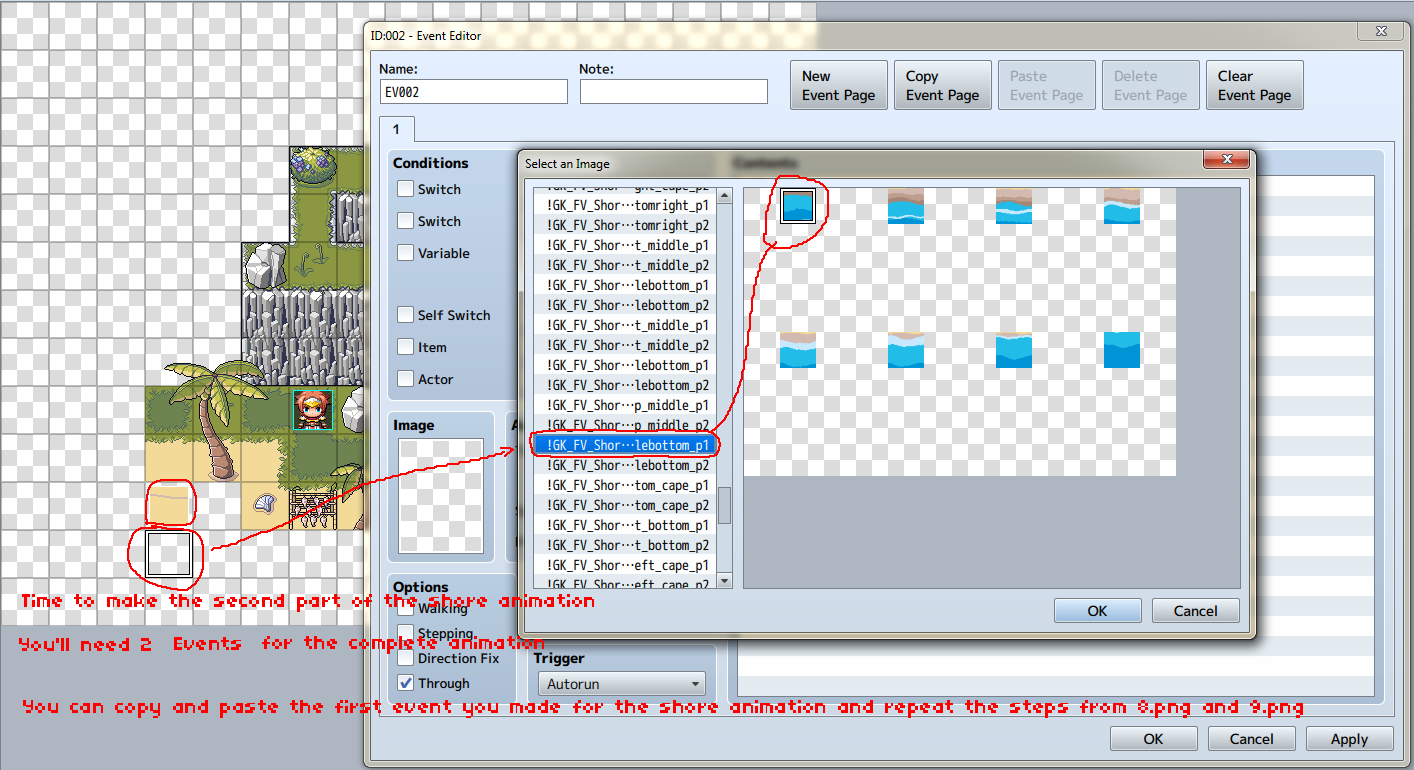 ID:002 - Event Editor
Name:
Note:
EV002
New
Event Page
Copy
Event Page
Paste
Event Page
Delete
Event Page
Clear
Event Page
1
Conditions
Switch
Switch
Variable
Self Switch
Item
Actor
Image
Options
Walking
Stepping
Direction Fix
Through
Trigger
Autorun
Contents
Select an Image
!GK_FV_Shor⋯ght_cape_p2
!GK_FV_Shor⋯tomright_p1
!GK_FV_Shor⋯tomright_p2
!GK_FV_Shor⋯t_middle_p1
!GK_FV_Shor⋯t_middle_p2
!GK_FV_Shor⋯lebottom_p1
!GK_FV_Shor⋯lebottom_p2
!GK_FV_Shor⋯t_middle_p1
!GK_FV_Shor⋯t_middle_p2
!GK_FV_Shor⋯lebottom_p1
!GK_FV_Shor⋯lebottom_p2
!GK_FV_Shor⋯p_middle_p1
!GK_FV_Shor⋯p_middle_p2
!GK_FV_Shor⋯lebottom_p1
!GK_FV_Shor⋯lebottom_p2
!GK_FV_Shor⋯tom_cape_p1
!GK_FV_Shor⋯tom_cape_p2
!GK_FV_Shor⋯t_bottom_p1
!GK_FV_Shor⋯t_bottom_p2
!GK_FV_Shor⋯eft_cape_p1
!GK_FV_Shor⋯eft_cape_p2
OK
Cancel
Time to make the second part of the shore animation
You'll need 2 Events for the complete animation
You can copy and paste the first event you made for the shore animation and repeat the steps from 8.png and 9.png
OK
Cancel
Apply